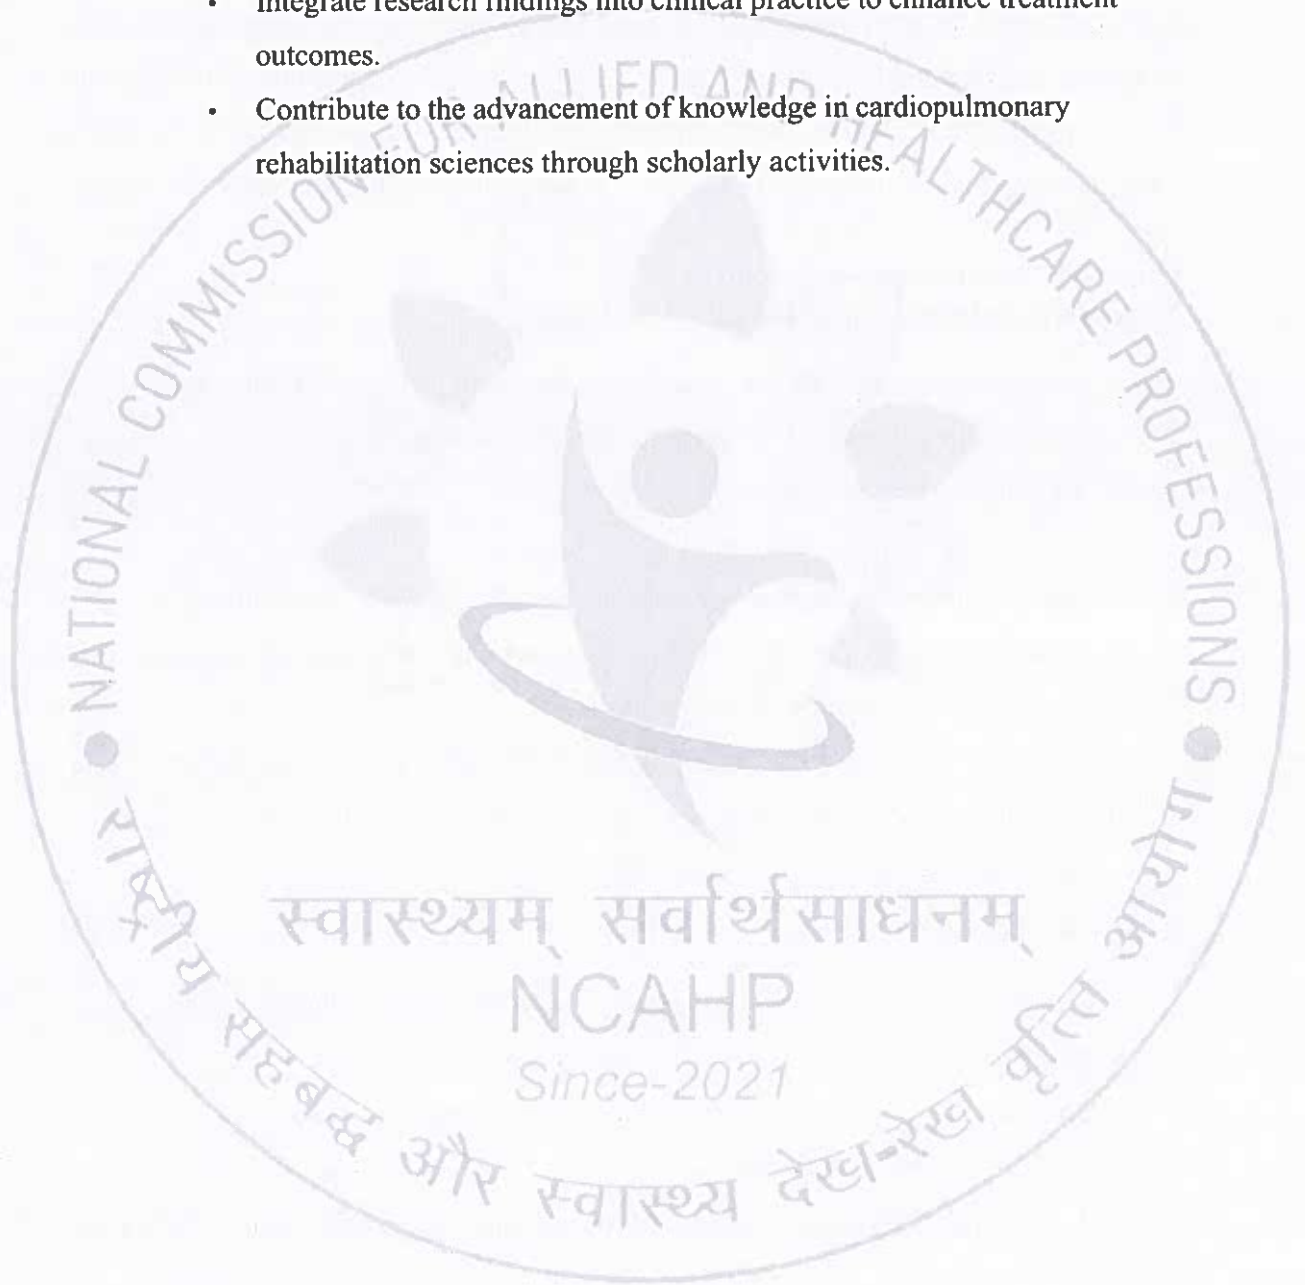 • Integrate research findings into clinical practice to enhance treatment
outcomes.
• Contribute to the advancement of knowledge in cardiopulmonary
rehabilitation sciences through scholarly activities.
NATIONAL COMMISSION FOR ALLIED AND HEALTHCARE PROFESSIONS
स्वास्थ्यम् सर्वार्थसाधनम्
NCAHP
Since-2021
राष्ट्रीय सहबद्ध और स्वास्थ्य देख-रेख वृत्ति आयोग